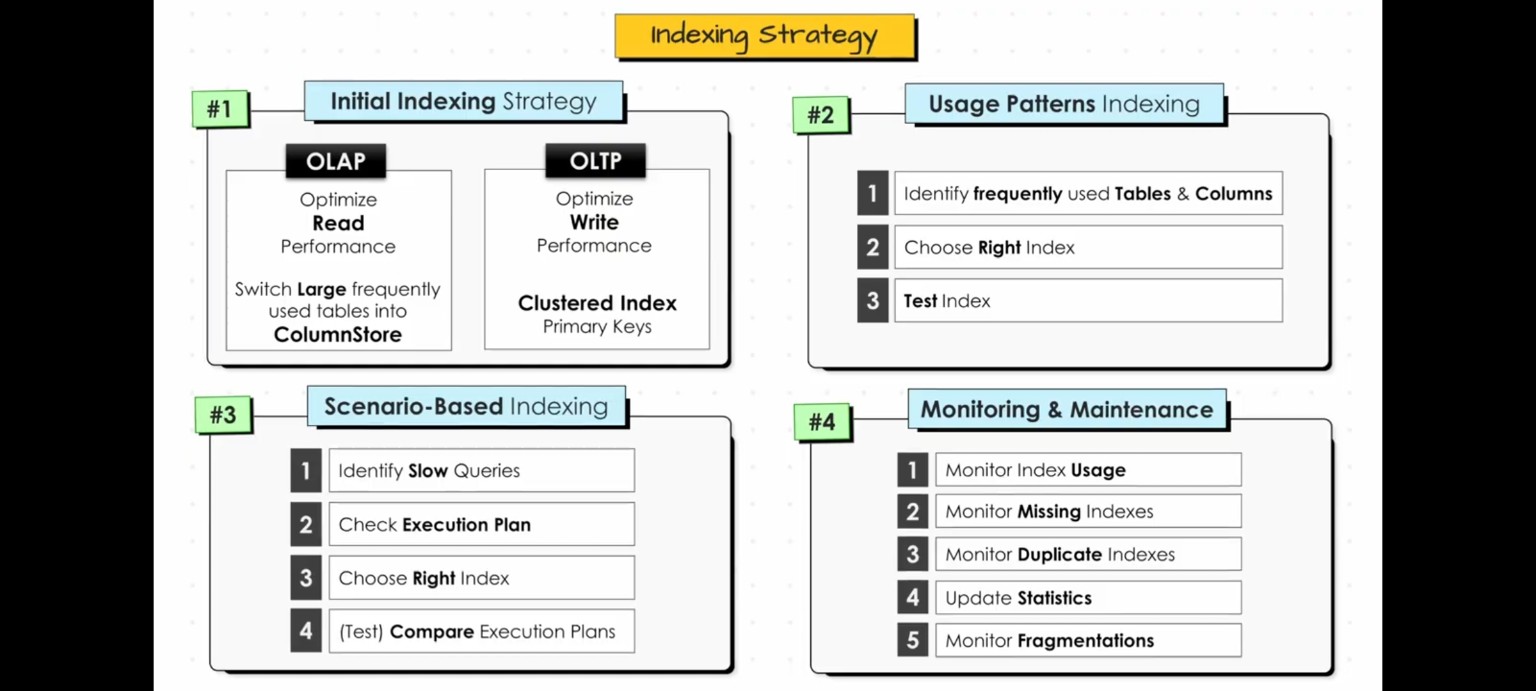 Indexing Strategy
#1
Initial Indexing Strategy
OLAP
Optimize
Read
Performance
Switch Large frequently
used tables into
ColumnStore
OLTP
Optimize
Write
Performance
Clustered Index
Primary Keys
#2
Usage Patterns Indexing
1 Identify frequently used Tables & Columns
2 Choose Right Index
3 Test Index
#3
Scenario-Based Indexing
1 Identify Slow Queries
2 Check Execution Plan
3 Choose Right Index
4 (Test) Compare Execution Plans
#4
Monitoring & Maintenance
1 Monitor Index Usage
2 Monitor Missing Indexes
3 Monitor Duplicate Indexes
4 Update Statistics
5 Monitor Fragmentations